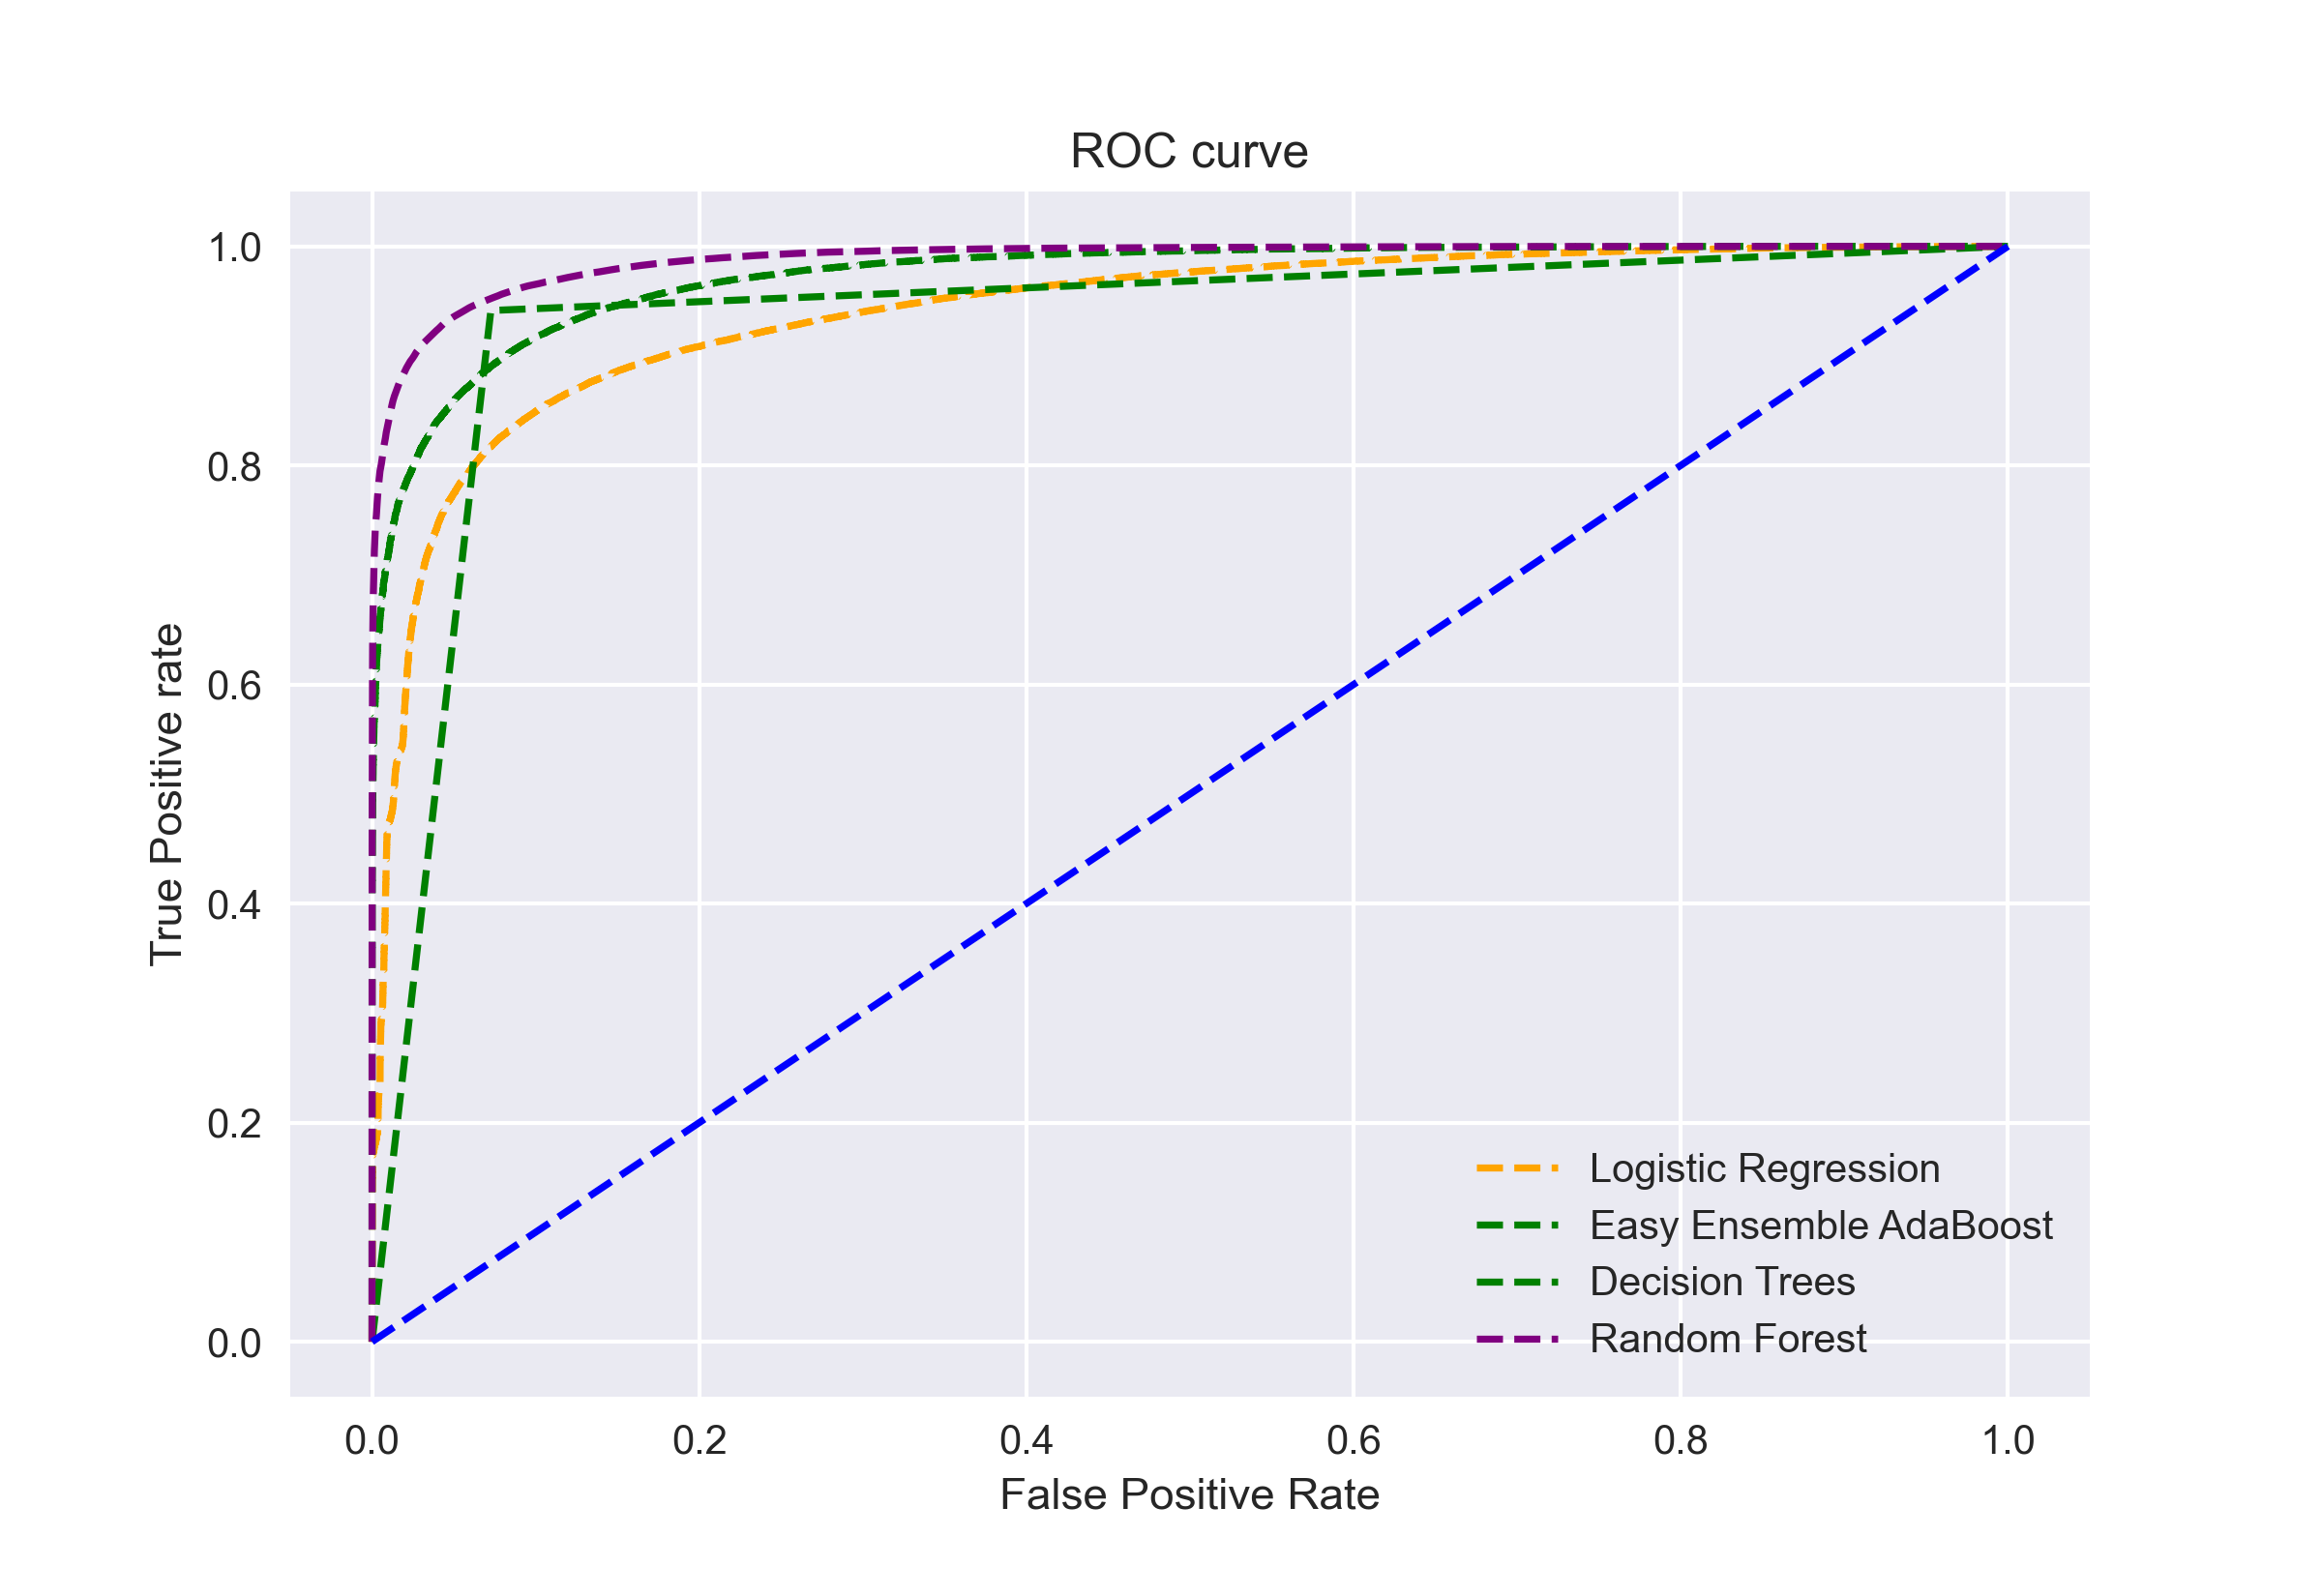 ROC curve
1.0
0.8
0.6
0.4
0.2
0.0
True Positive rate
Logistic Regression
Easy Ensemble AdaBoost
Decision Trees
Random Forest
0.0 0.2 0.4 0.6 0.8 1.0
False Positive Rate